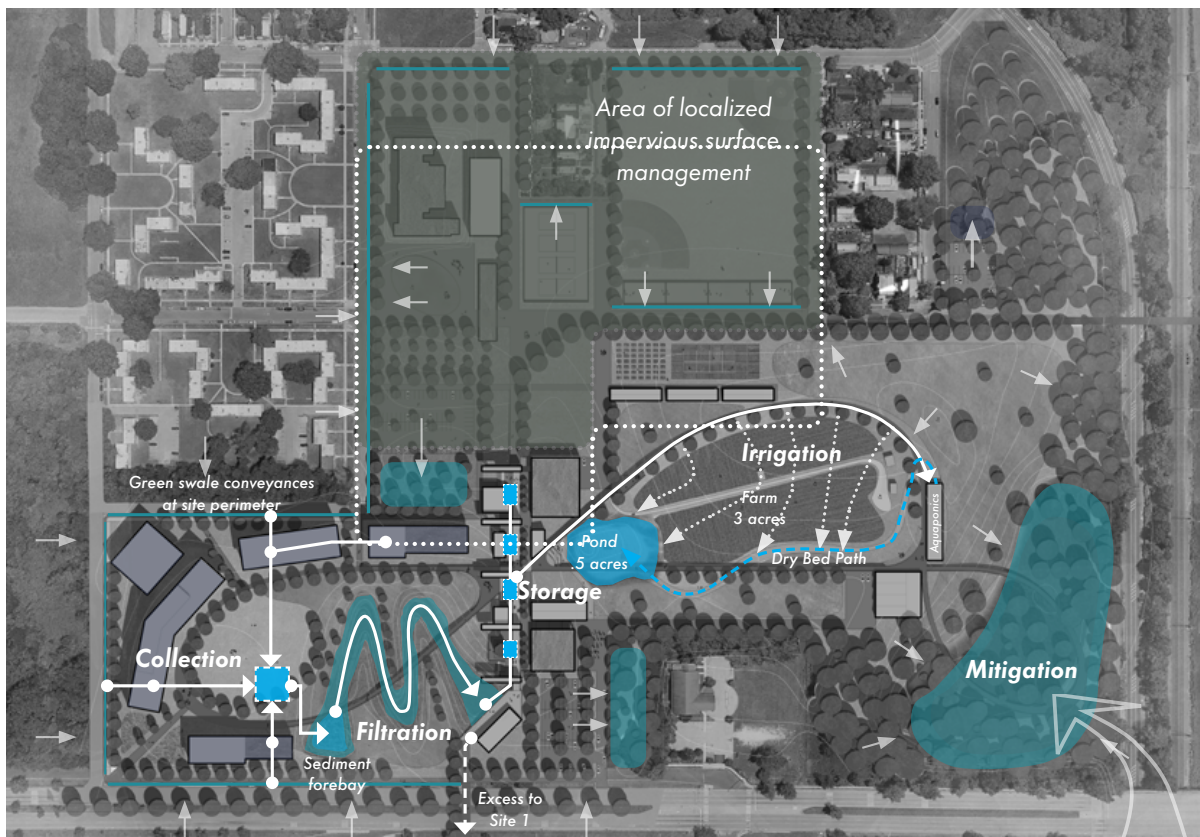 Area of localized
impervious surface
management
Irrigation
Green swale conveyances
at site perimeter
Farm
3 acres
Aquaponics
Pond
.5 acres
Dry Bed Path
Storage
Collection
Mitigation
Filtration
Sediment
forebay
Excess to
Site 1